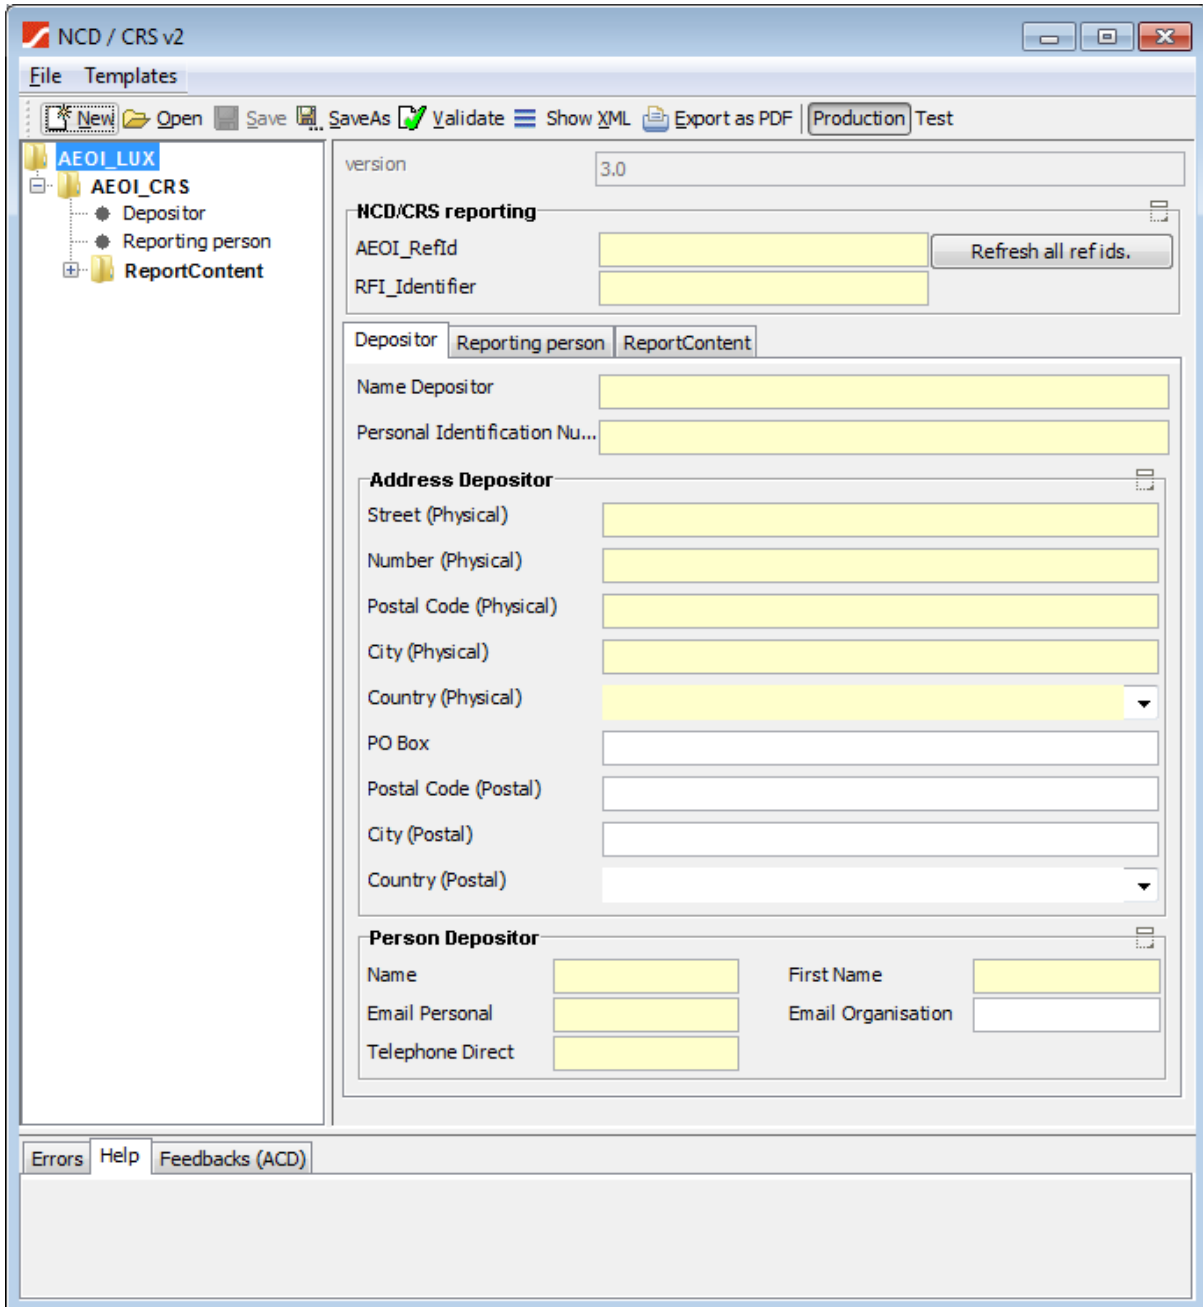 NCD / CRS v2
File Templates
New Open Save SaveAs Validate Show XML Export as PDF Production Test
AEOI_LUX
AEOI_CRS
Depositor
Reporting person
ReportContent
version 3.0
NCD/CRS reporting
AEOI_RefId Refresh all ref ids.
RFI_Identifier
Depositor Reporting person ReportContent
Name Depositor
Personal Identification Nu...
Address Depositor
Street (Physical)
Number (Physical)
Postal Code (Physical)
City (Physical)
Country (Physical)
PO Box
Postal Code (Postal)
City (Postal)
Country (Postal)
Person Depositor
Name First Name
Email Personal Email Organisation
Telephone Direct
Errors Help Feedbacks (ACD)